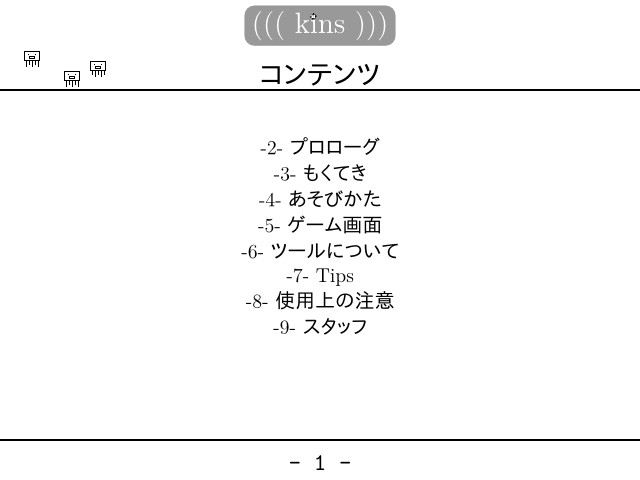 ((( kins )))
コンテンツ
-2- プロローグ
-3- もくてき
-4- あそびかた
-5- ゲーム画面
-6- ツールについて
-7- Tips
-8- 使用上の注意
-9- スタッフ
- 1 -